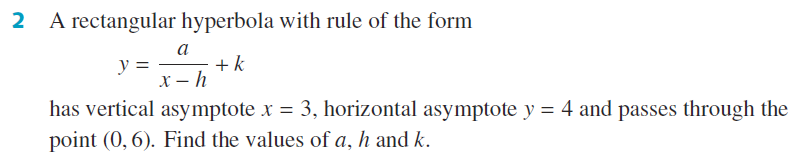 2 A rectangular hyperbola with rule of the form
y = a/(x − h) + k
has vertical asymptote x = 3, horizontal asymptote y = 4 and passes through the
point (0, 6). Find the values of a, h and k.